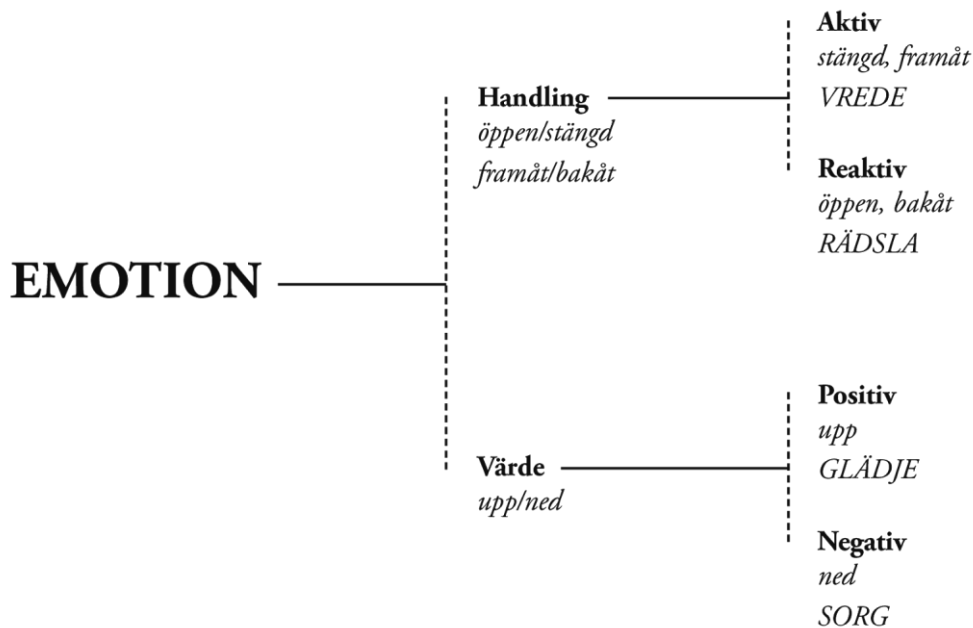 EMOTION
Handling
öppen/stängd
framåt/bakåt
Aktiv
stängd, framåt
VREDE
Reaktiv
öppen, bakåt
RÄDSLA
Värde
upp/ned
Positiv
upp
GLÄDJE
Negativ
ned
SORG